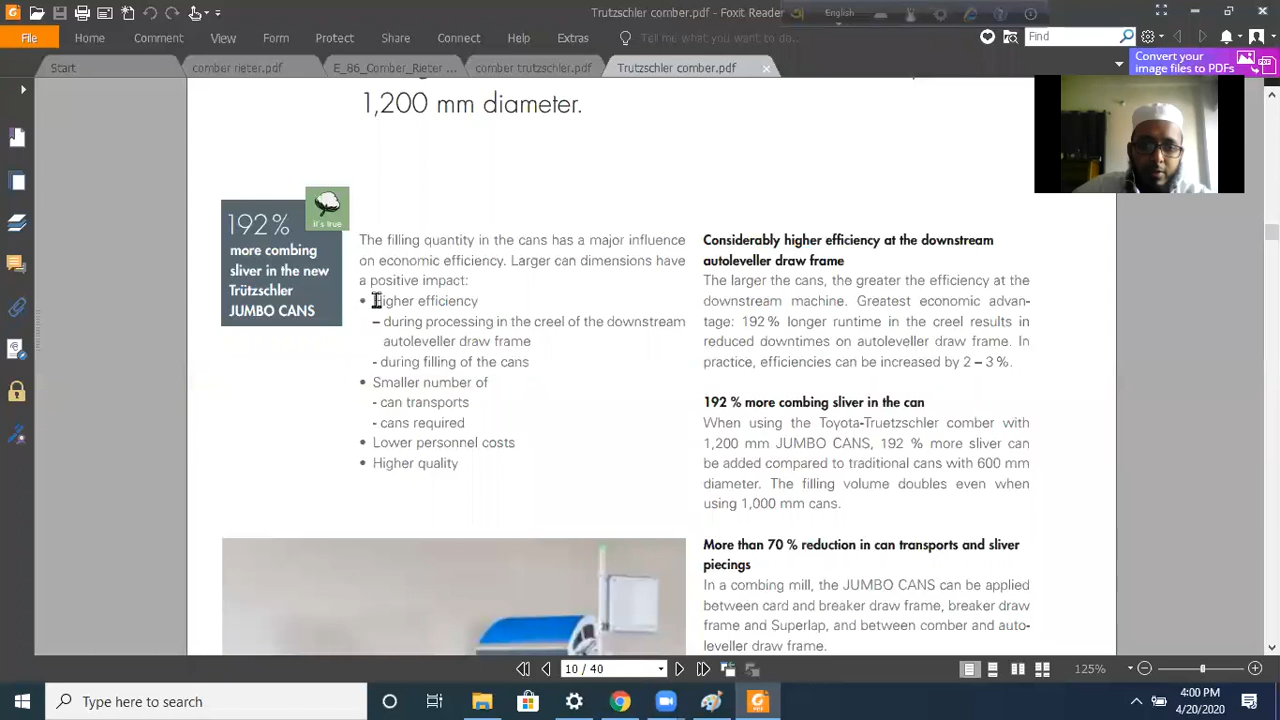 Trutzschler comber.pdf - Foxit Reader
English
File
Home
Comment
View
Form
Protect
Share
Connect
Help
Extras
Tell me what you want to do...
Find
Start
comber rieter.pdf
E_86_Comber_Riete...
comber trutzschler.pdf
Trutzschler comber.pdf
Convert your
image files to PDFs
1,200 mm diameter.
it's true
192 %
more combing
sliver in the new
Trützschler
JUMBO CANS
The filling quantity in the cans has a major influence
on economic efficiency. Larger can dimensions have
a positive impact:
• Higher efficiency
– during processing in the creel of the downstream
autoleveller draw frame
- during filling of the cans
• Smaller number of
- can transports
- cans required
• Lower personnel costs
• Higher quality
Considerably higher efficiency at the downstream
autoleveller draw frame
The larger the cans, the greater the efficiency at the
downstream machine. Greatest economic advan-
tage: 192 % longer runtime in the creel results in
reduced downtimes on autoleveller draw frame. In
practice, efficiencies can be increased by 2 – 3 %.
192 % more combing sliver in the can
When using the Toyota-Truetzschler comber with
1,200 mm JUMBO CANS, 192 % more sliver can
be added compared to traditional cans with 600 mm
diameter. The filling volume doubles even when
using 1,000 mm cans.
More than 70 % reduction in can transports and sliver
piecings
In a combing mill, the JUMBO CANS can be applied
between card and breaker draw frame, breaker draw
frame and Superlap, and between comber and auto-
leveller draw frame.
10 / 40
125%
Type here to search
4:00 PM
4/20/2020